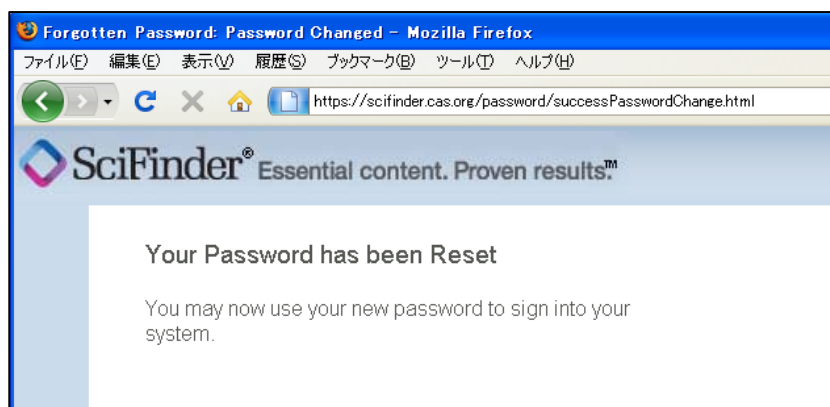 Forgotten Password: Password Changed - Mozilla Firefox
ファイル(F) 編集(E) 表示(V) 履歴(S) ブックマーク(B) ツール(T) ヘルプ(H)
https://scifinder.cas.org/password/successPasswordChange.html
SciFinder® Essential content. Proven results.™
Your Password has been Reset
You may now use your new password to sign into your
system.